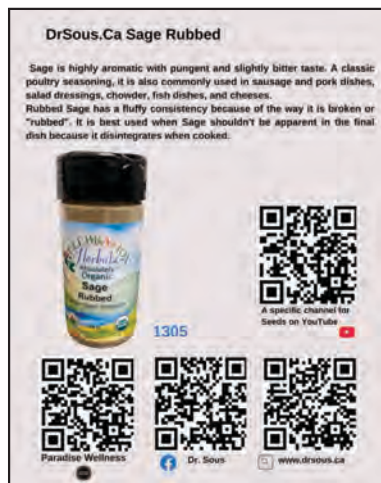 DrSous.Ca Sage Rubbed
Sage is highly aromatic with pungent and slightly bitter taste. A classic
poultry seasoning, it is also commonly used in sausage and pork dishes,
salad dressings, chowder, fish dishes, and cheeses.
Rubbed Sage has a fluffy consistency because of the way it is broken or
"rubbed". It is best used when Sage shouldn't be apparent in the final
dish because it disintegrates when cooked.
Herbals
Absolutely
Organic
Sage
Rubbed
1305
A specific channel for
Seeds on YouTube
Paradise Wellness
Dr. Sous
www.drsous.ca